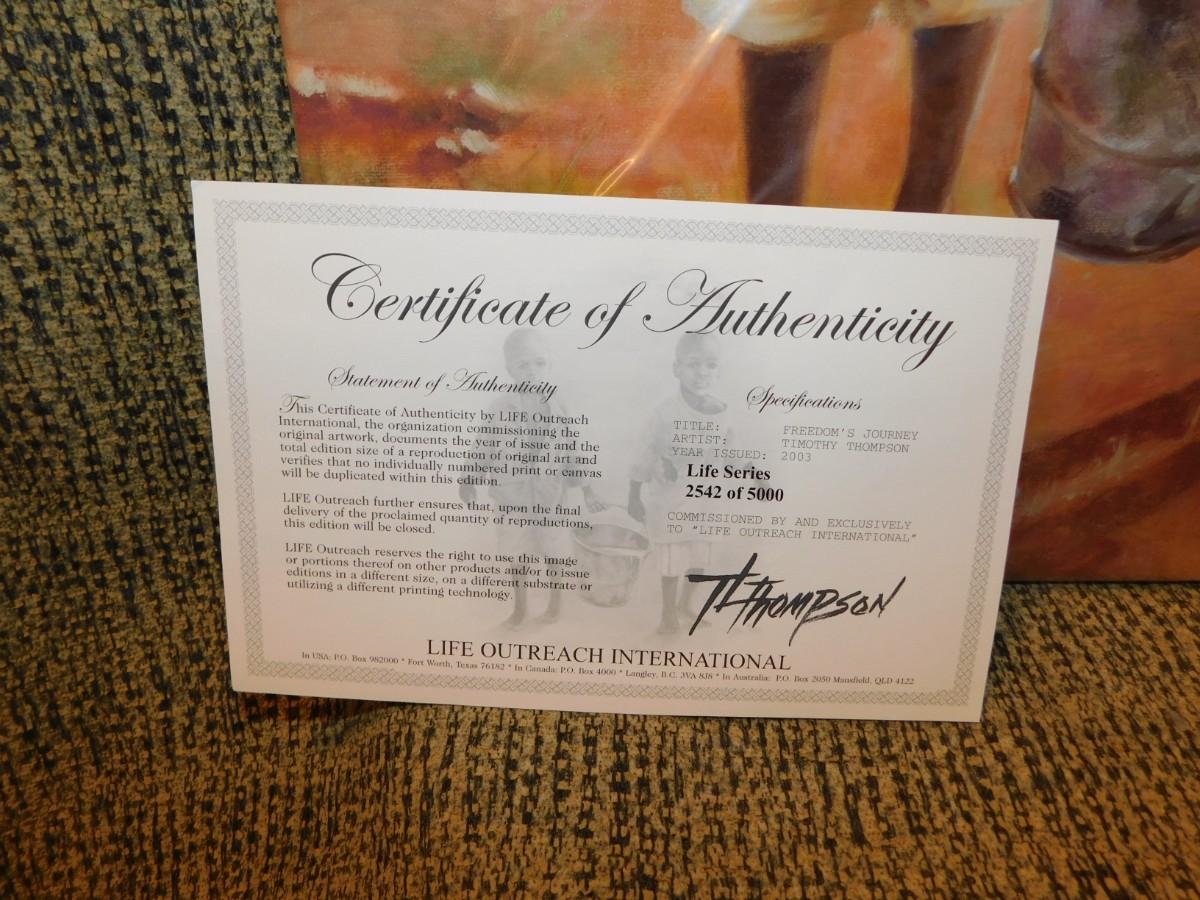 Certificate of Authenticity
Statement of Authenticity
This Certificate of Authenticity by LIFE Outreach
International, the organization commissioning the
original artwork, documents the year of issue and the
total edition size of a reproduction of original art and
verifies that no individually numbered print or canvas
will be duplicated within this edition.
LIFE Outreach further ensures that, upon the final
delivery of the proclaimed quantity of reproductions,
this edition will be closed.
LIFE Outreach reserves the right to use this image
or portions thereof on other products and/or to issue
editions in a different size, on a different substrate or
utilizing a different printing technology.
Specifications
TITLE: FREEDOM'S JOURNEY
ARTIST: TIMOTHY THOMPSON
YEAR ISSUED: 2003
Life Series
2542 of 5000
COMMISSIONED BY AND EXCLUSIVELY
TO "LIFE OUTREACH INTERNATIONAL"
TL Thompson
LIFE OUTREACH INTERNATIONAL
In USA: P.O. Box 982000 * Fort Worth, Texas 76182 * In Canada: P.O. Box 4000 * Langley, B.C. 3VA 8J8 * In Australia: P.O. Box 2050 Mansfield, QLD 4122